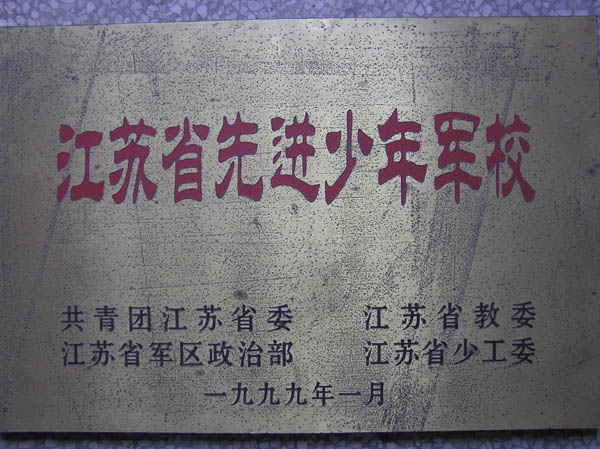 江苏省先进少年军校
共青团江苏省委 江苏省教委
江苏省军区政治部 江苏省少工委
一九九九年一月